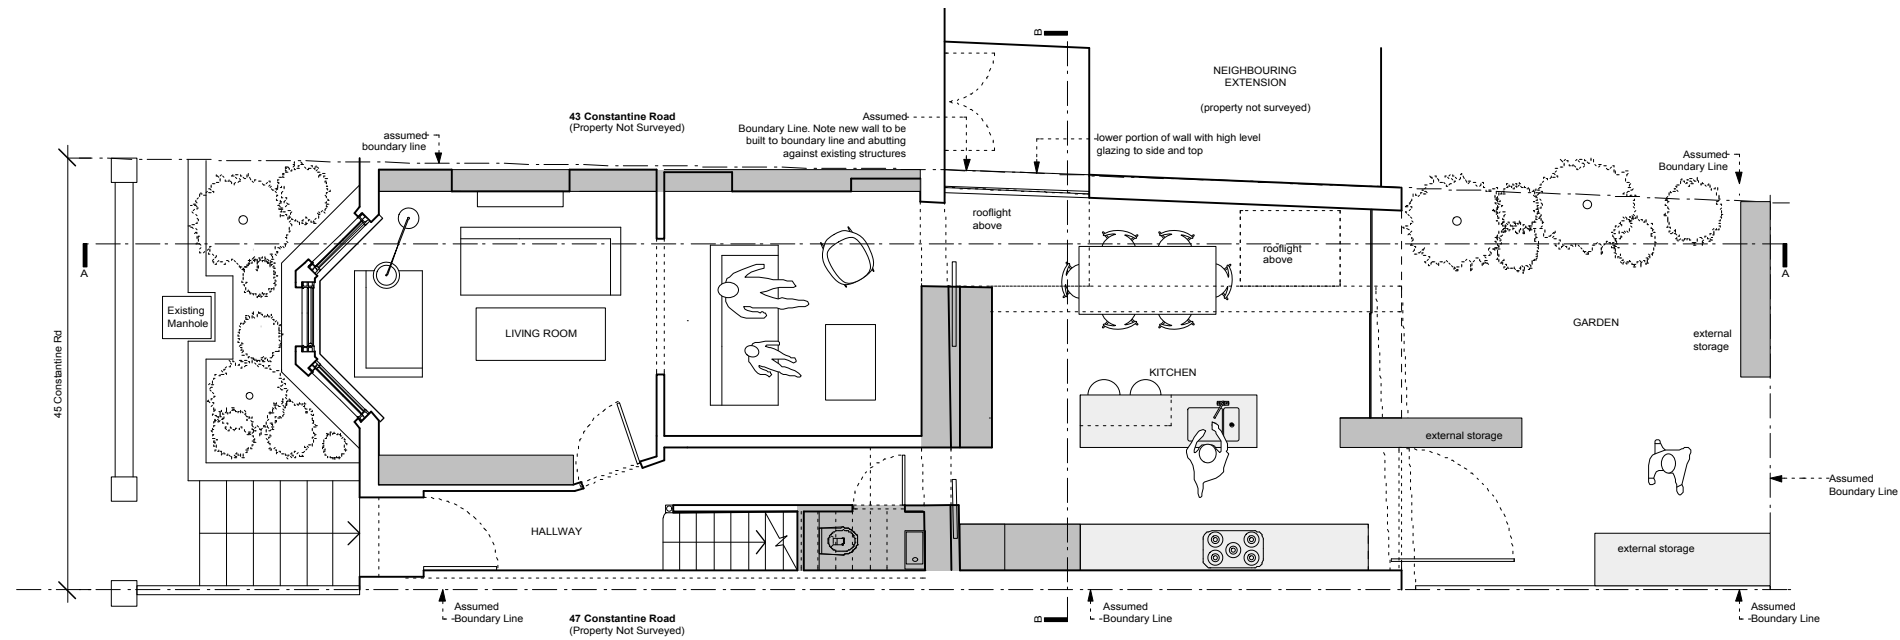 B
NEIGHBOURING
EXTENSION
(property not surveyed)
43 Constantine Road
(Property Not Surveyed)
Assumed
Boundary Line. Note new wall to be
built to boundary line and abutting
against existing structures
assumed
boundary line
lower portion of wall with high level
glazing to side and top
Assumed
Boundary Line
rooflight
above
rooflight
above
A
A
Existing
Manhole
LIVING ROOM
GARDEN
external
storage
45 Constantine Rd
KITCHEN
external storage
Assumed
Boundary Line
HALLWAY
external storage
Assumed
Boundary Line
47 Constantine Road
(Property Not Surveyed)
B
Assumed
Boundary Line
Assumed
Boundary Line